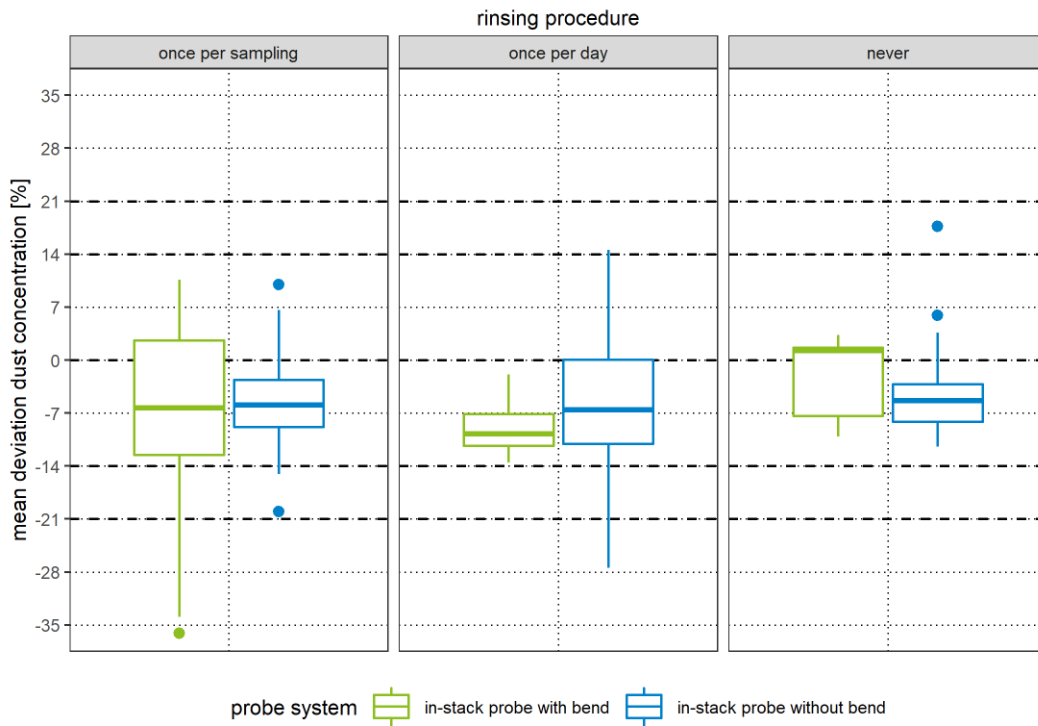 rinsing procedure
once per sampling
once per day
never
mean deviation dust concentration [%]
35
28
21
14
7
0
-7
-14
-21
-28
-35
probe system
in-stack probe with bend
in-stack probe without bend